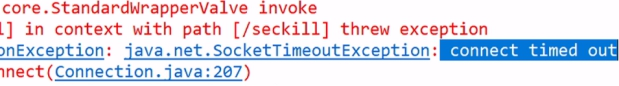 core.StandardWrapperValve invoke
l] in context with path [/seckill] threw exception
onException: java.net.SocketTimeoutException: connect timed out
nnect(Connection.java:207)